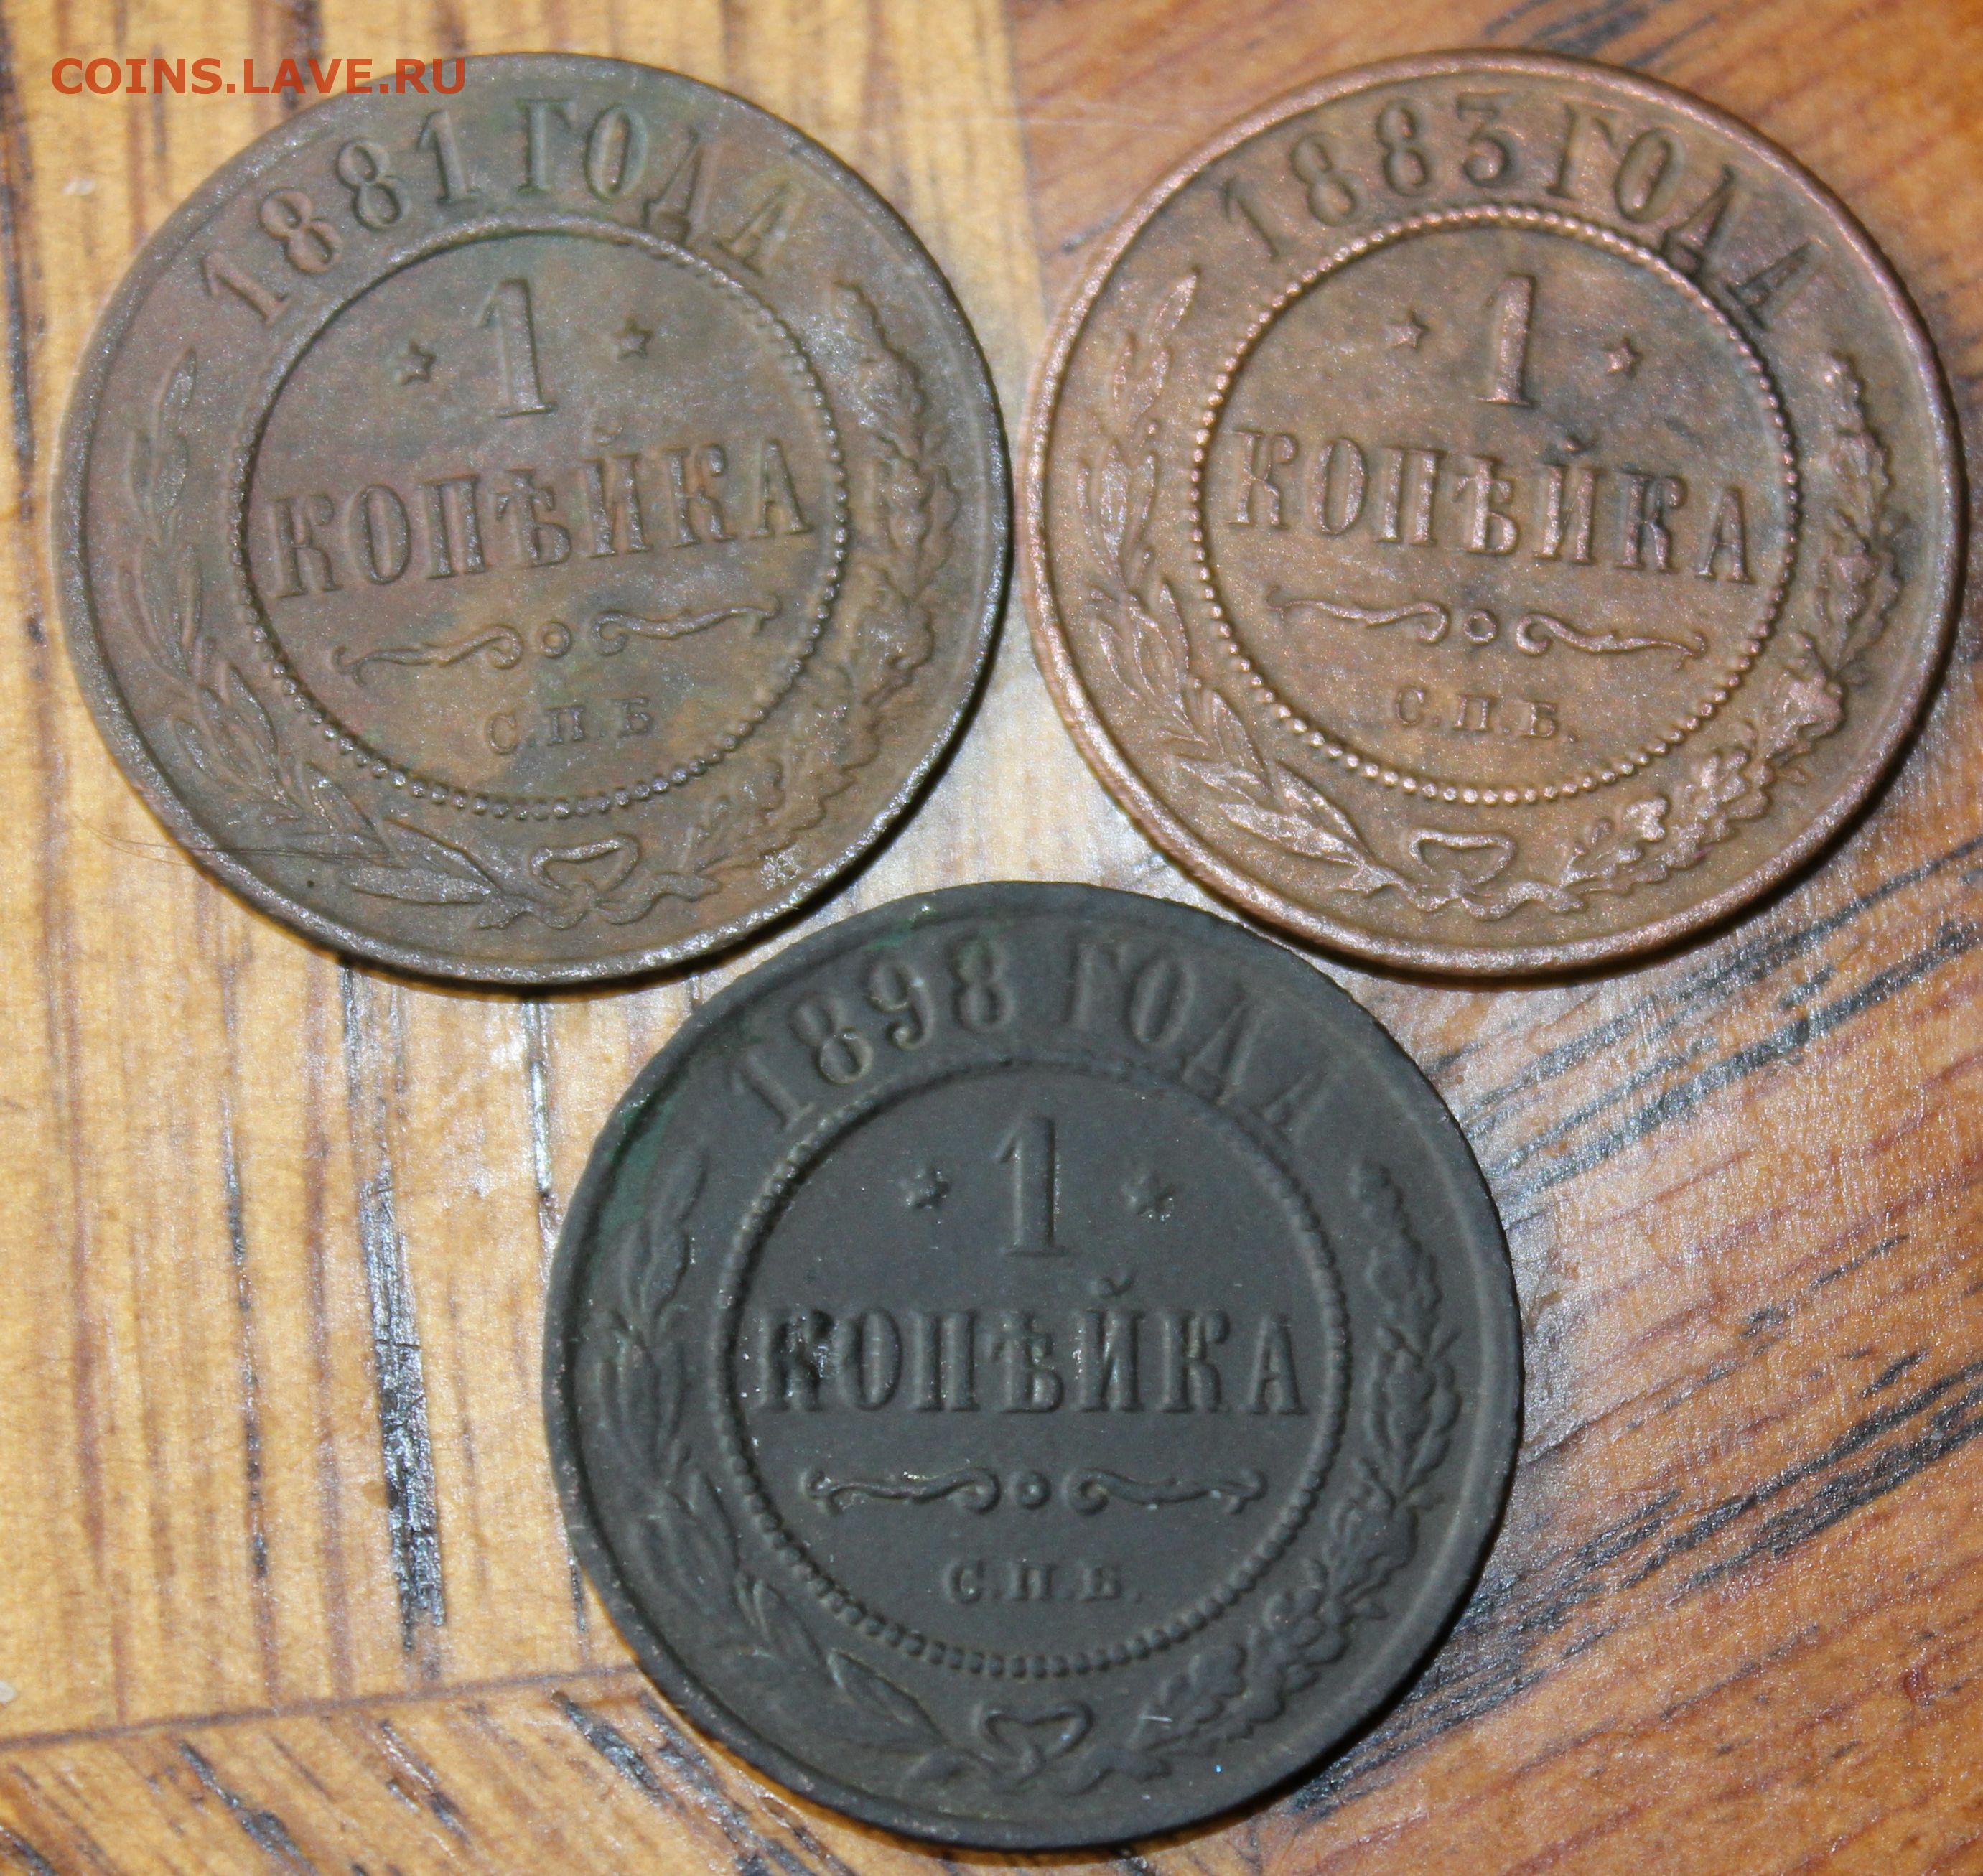 COINS.LAVE.RU
1881 ГОДА
1
КОПѢЙКА
С.П.Б
1883 ГОДА
1
КОПѢЙКА
С.П.Б.
1898 ГОДА
1
КОПѢЙКА
С.П.Б.